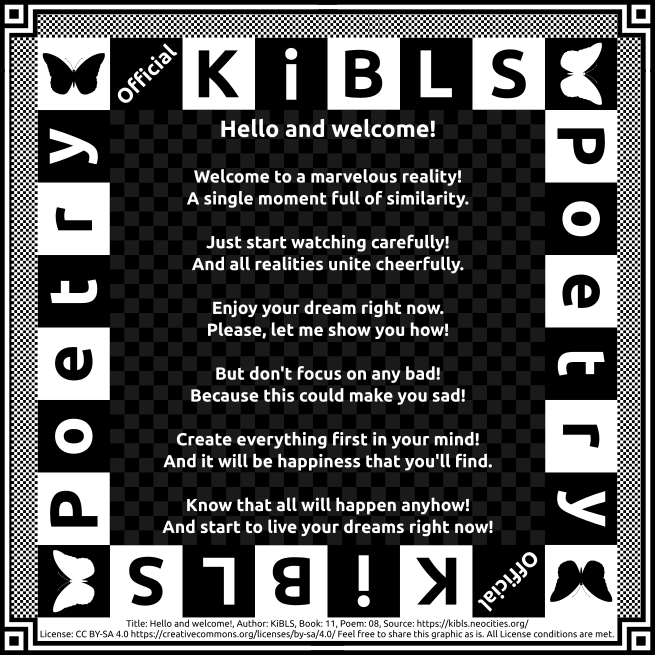 Official KiBLS
Poetry
Poetry
Hello and welcome!
Welcome to a marvelous reality!
A single moment full of similarity.
Just start watching carefully!
And all realities unite cheerfully.
Enjoy your dream right now.
Please, let me show you how!
But don't focus on any bad!
Because this could make you sad!
Create everything first in your mind!
And it will be happiness that you'll find.
Know that all will happen anyhow!
And start to live your dreams right now!
Official KiBLS
Title: Hello and welcome!, Author: KiBLS, Book: 11, Poem: 08, Source: https://kibls.neocities.org/
License: CC BY-SA 4.0 https://creativecommons.org/licenses/by-sa/4.0/ Feel free to share this graphic as is. All License conditions are met.